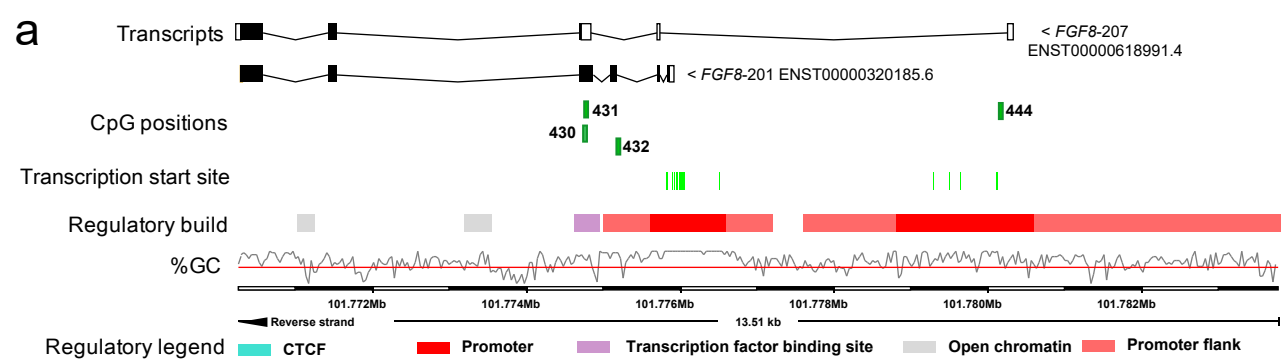 a
Transcripts
< FGF8-207
ENST00000618991.4
< FGF8-201 ENST00000320185.6
CpG positions
431
430
432
444
Transcription start site
Regulatory build
%GC
101.772Mb 101.774Mb 101.776Mb 101.778Mb 101.780Mb 101.782Mb
Reverse strand 13.51 kb
Regulatory legend CTCF Promoter Transcription factor binding site Open chromatin Promoter flank